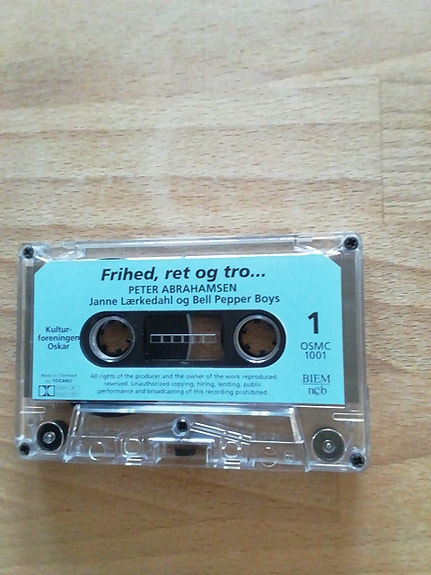 Frihed, ret og tro...
PETER ABRAHAMSEN
Janne Lærkedahl og Bell Pepper Boys
Kultur-
foreningen
Oskar
1
OSMC
1001
Made in Denmark
by TOCANO
All rights of the producer and the owner of the work reproduced
reserved. Unauthorized copying, hiring, lending, public
performance and broadcasting of this recording prohibited.
BIEM
ncb